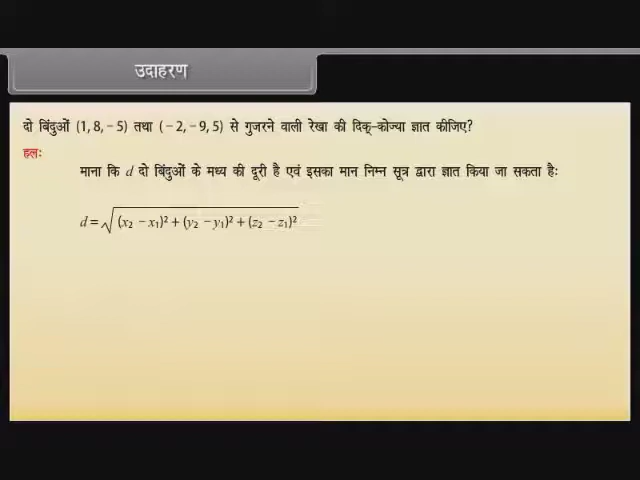 उदाहरण
दो बिंदुओं (1, 8, – 5) तथा (– 2, – 9, 5) से गुजरने वाली रेखा की दिक्–कोज्या ज्ञात कीजिए?
हलः
माना कि d दो बिंदुओं के मध्य की दूरी है एवं इसका मान निम्न सूत्र द्वारा ज्ञात किया जा सकता हैः
d = √(x₂ – x₁)² + (y₂ – y₁)² + (z₂ – z₁)²